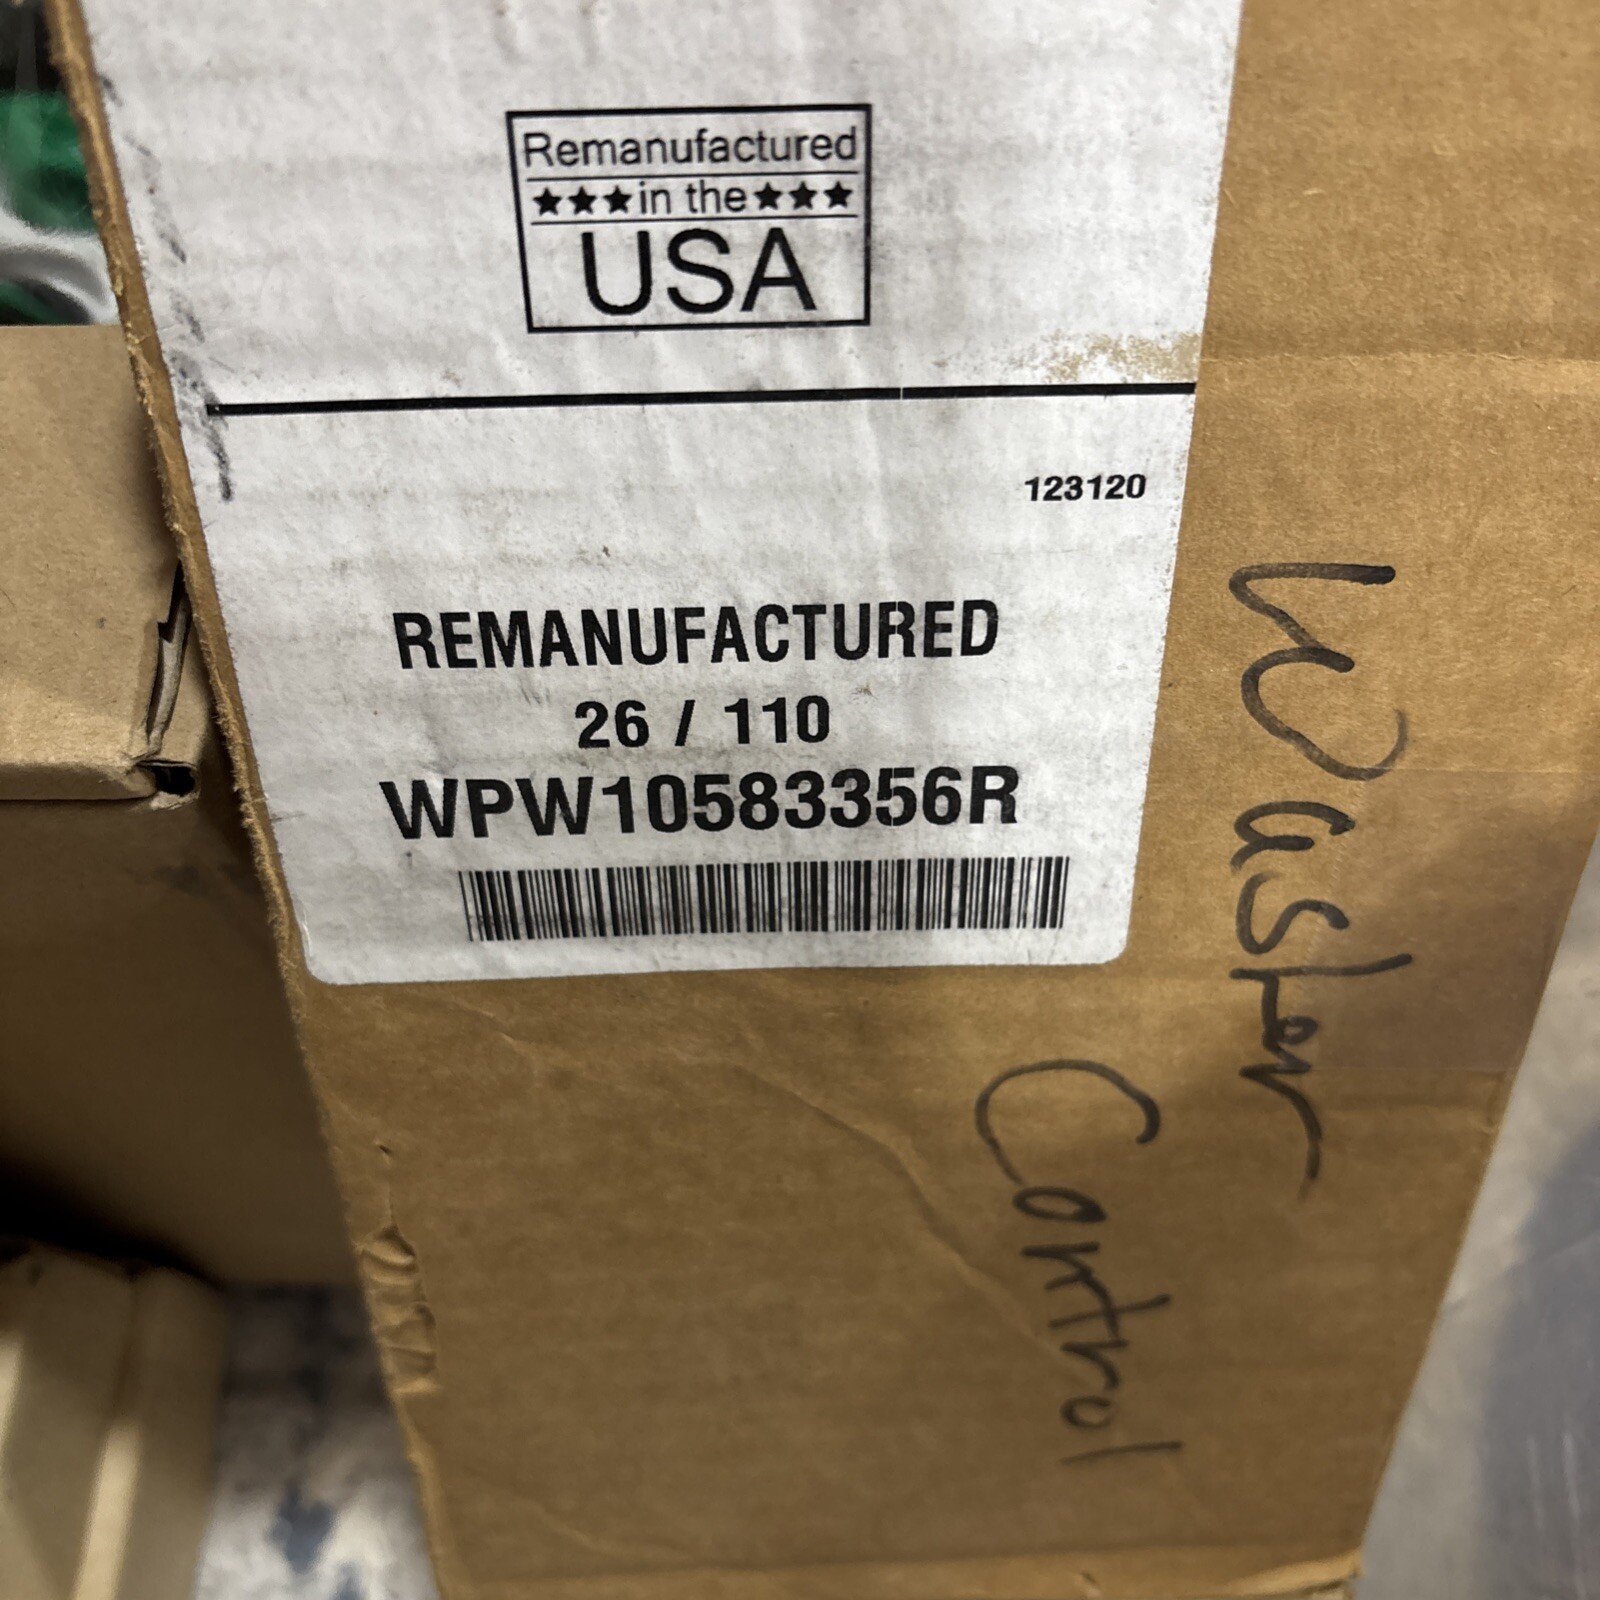 Remanufactured
★★★in the★★★
USA
123120
REMANUFACTURED
26 / 110
WPW10583356R
Washer
Control